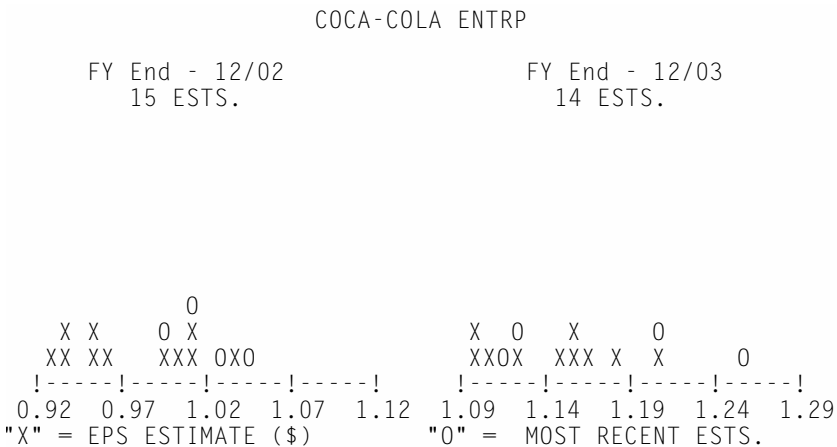 COCA-COLA ENTRP
FY End - 12/02 FY End - 12/03
15 ESTS. 14 ESTS.
O
X X O X X O X O
XX XX XXX OXO XXOX XXX X X O
!-----!-----!-----!-----! !-----!-----!-----!-----!
0.92 0.97 1.02 1.07 1.12 1.09 1.14 1.19 1.24 1.29
"X" = EPS ESTIMATE ($) "O" = MOST RECENT ESTS.